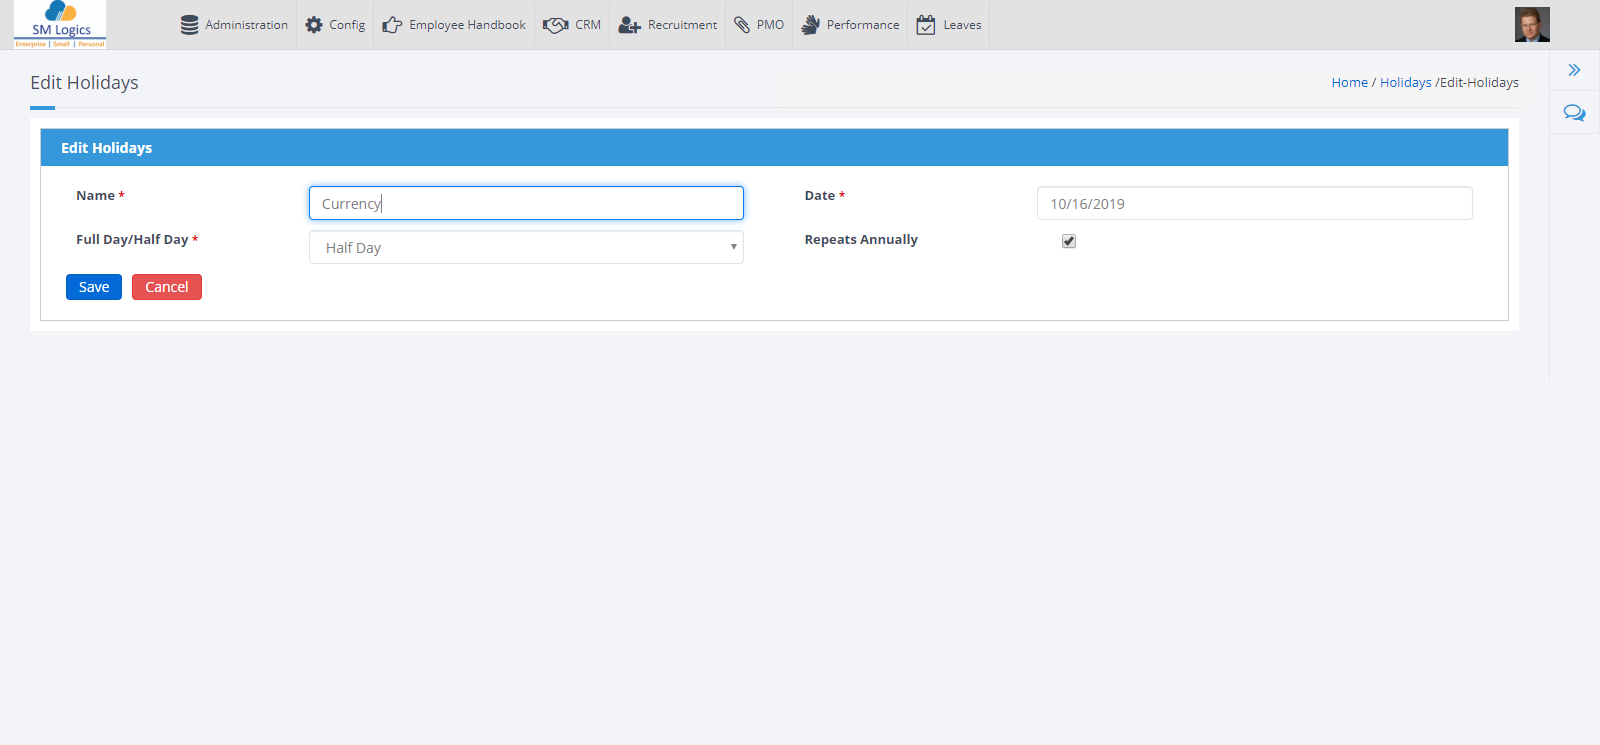 SM Logics
Enterprise | Small | Personal
Administration
Config
Employee Handbook
CRM
Recruitment
PMO
Performance
Leaves
Edit Holidays
Home / Holidays /Edit-Holidays
Edit Holidays
Name *
Currency
Date *
10/16/2019
Full Day/Half Day *
Half Day
Repeats Annually
Save
Cancel